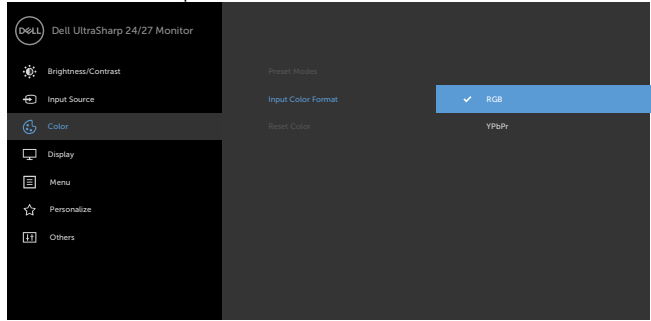 DELL Dell UltraSharp 24/27 Monitor
Brightness/Contrast
Preset Modes
Input Source
Input Color Format
RGB
Color
Reset Color
YPbPr
Display
Menu
Personalize
Others